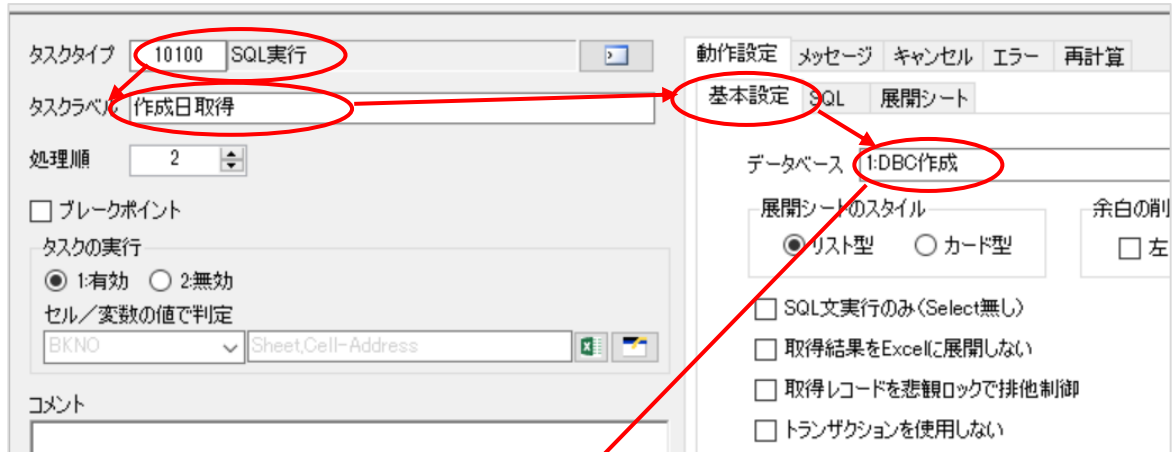 タスクタイプ 10100 SQL実行
タスクラベル 作成日取得
処理順 2
ブレークポイント
タスクの実行
1:有効 2:無効
セル／変数の値で判定
BKNO Sheet,Cell-Address
コメント
動作設定 メッセージ キャンセル エラー 再計算
基本設定 SQL 展開シート
データベース 1:DBC作成
展開シートのスタイル 余白の削
リスト型 カード型 左
SQL文実行のみ(Select無し)
取得結果をExcelに展開しない
取得レコードを悲観ロックで排他制御
トランザクションを使用しない